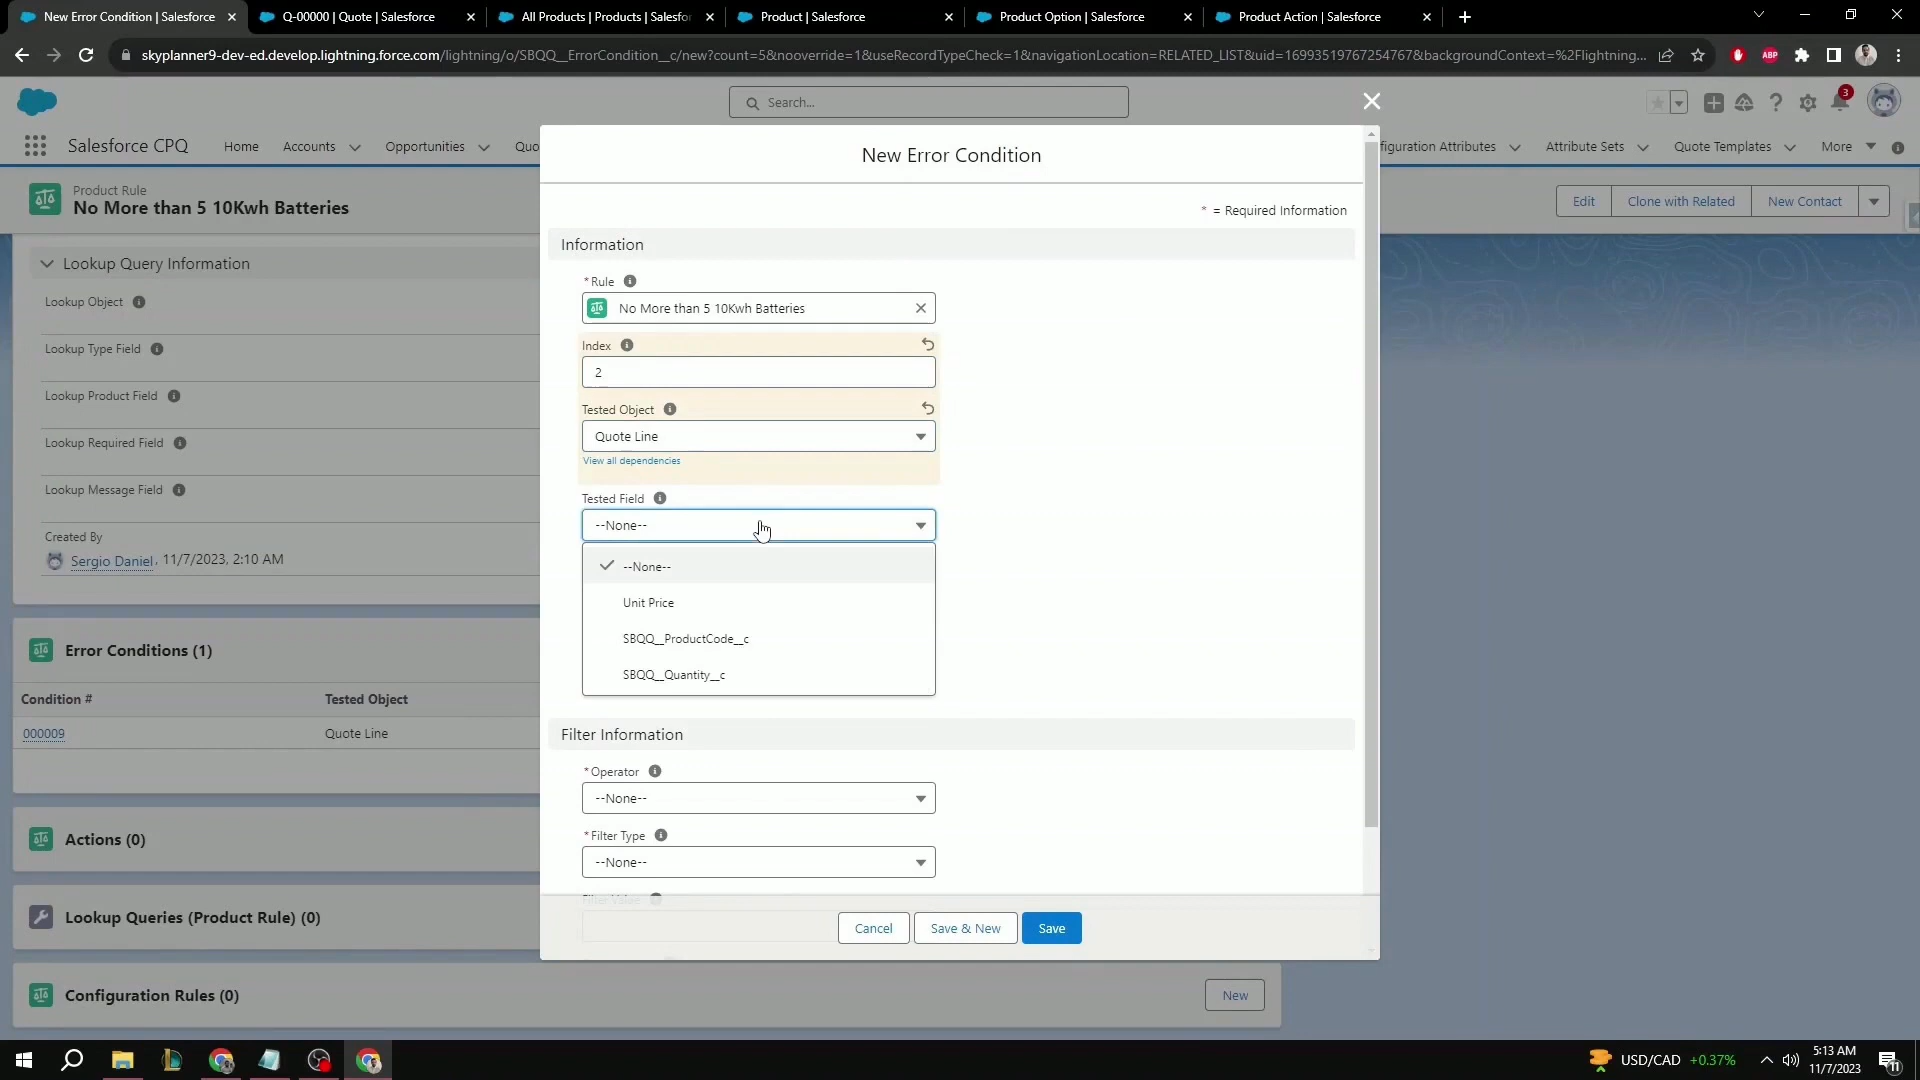 New Error Condition | Salesforce
Q-00000 | Quote | Salesforce
All Products | Products | Salesfor
Product | Salesforce
Product Option | Salesforce
Product Action | Salesforce
skyplanner9-dev-ed.develop.lightning.force.com/lightning/o/SBQQ__ErrorCondition__c/new?count=5&nooverride=1&useRecordTypeCheck=1&navigationLocation=RELATED_LIST&uid=16993519767254767&backgroundContext=%2Flightning...
ABP
Search...
3
Salesforce CPQ
Home
Accounts
Opportunities
Quo
figuration Attributes
Attribute Sets
Quote Templates
More
Product Rule
No More than 5 10Kwh Batteries
Edit
Clone with Related
New Contact
Lookup Query Information
Lookup Object
Lookup Type Field
Lookup Product Field
Lookup Required Field
Lookup Message Field
Created By
Sergio Daniel, 11/7/2023, 2:10 AM
Error Conditions (1)
Condition #
Tested Object
000009
Quote Line
Actions (0)
Lookup Queries (Product Rule) (0)
Configuration Rules (0)
New
New Error Condition
* = Required Information
Information
*Rule
No More than 5 10Kwh Batteries
Index
2
Tested Object
Quote Line
View all dependencies
Tested Field
--None--
--None--
Unit Price
SBQQ__ProductCode__c
SBQQ__Quantity__c
Filter Information
*Operator
--None--
*Filter Type
--None--
Filter Value
Cancel
Save & New
Save
USD/CAD +0.37%
5:13 AM
11/7/2023
11